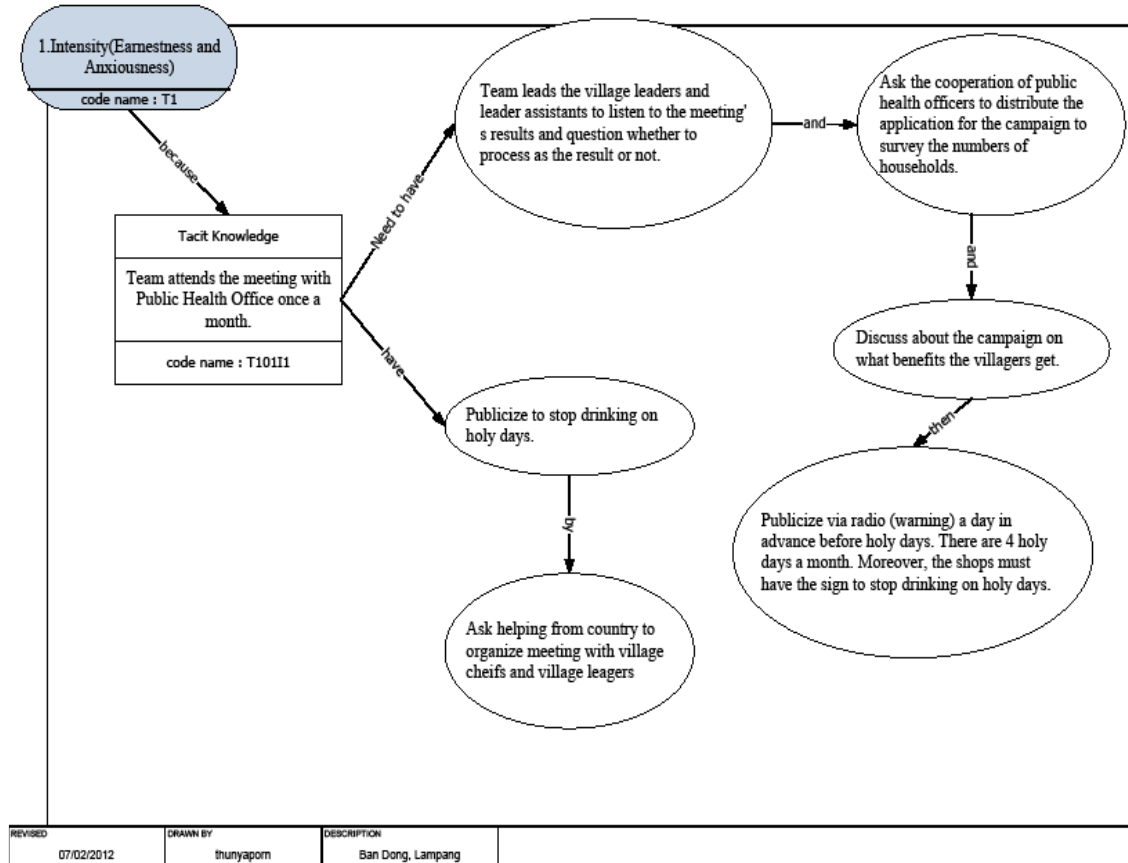 1.Intensity(Earnestness and
Anxiousness)
code name : T1
because
Tacit Knowledge
Team attends the meeting with
Public Health Office once a
month.
code name : T101I1
Need to have
Team leads the village leaders and
leader assistants to listen to the meeting'
s results and question whether to
process as the result or not.
and
Ask the cooperation of public
health officers to distribute the
application for the campaign to
survey the numbers of
households.
and
Discuss about the campaign on
what benefits the villagers get.
then
Publicize via radio (warning) a day in
advance before holy days. There are 4 holy
days a month. Moreover, the shops must
have the sign to stop drinking on holy days.
have
Publicize to stop drinking on
holy days.
by
Ask helping from country to
organize meeting with village
cheifs and village leagers
REVISED
07/02/2012
DRAWN BY
thunyaporn
DESCRIPTION
Ban Dong, Lampang